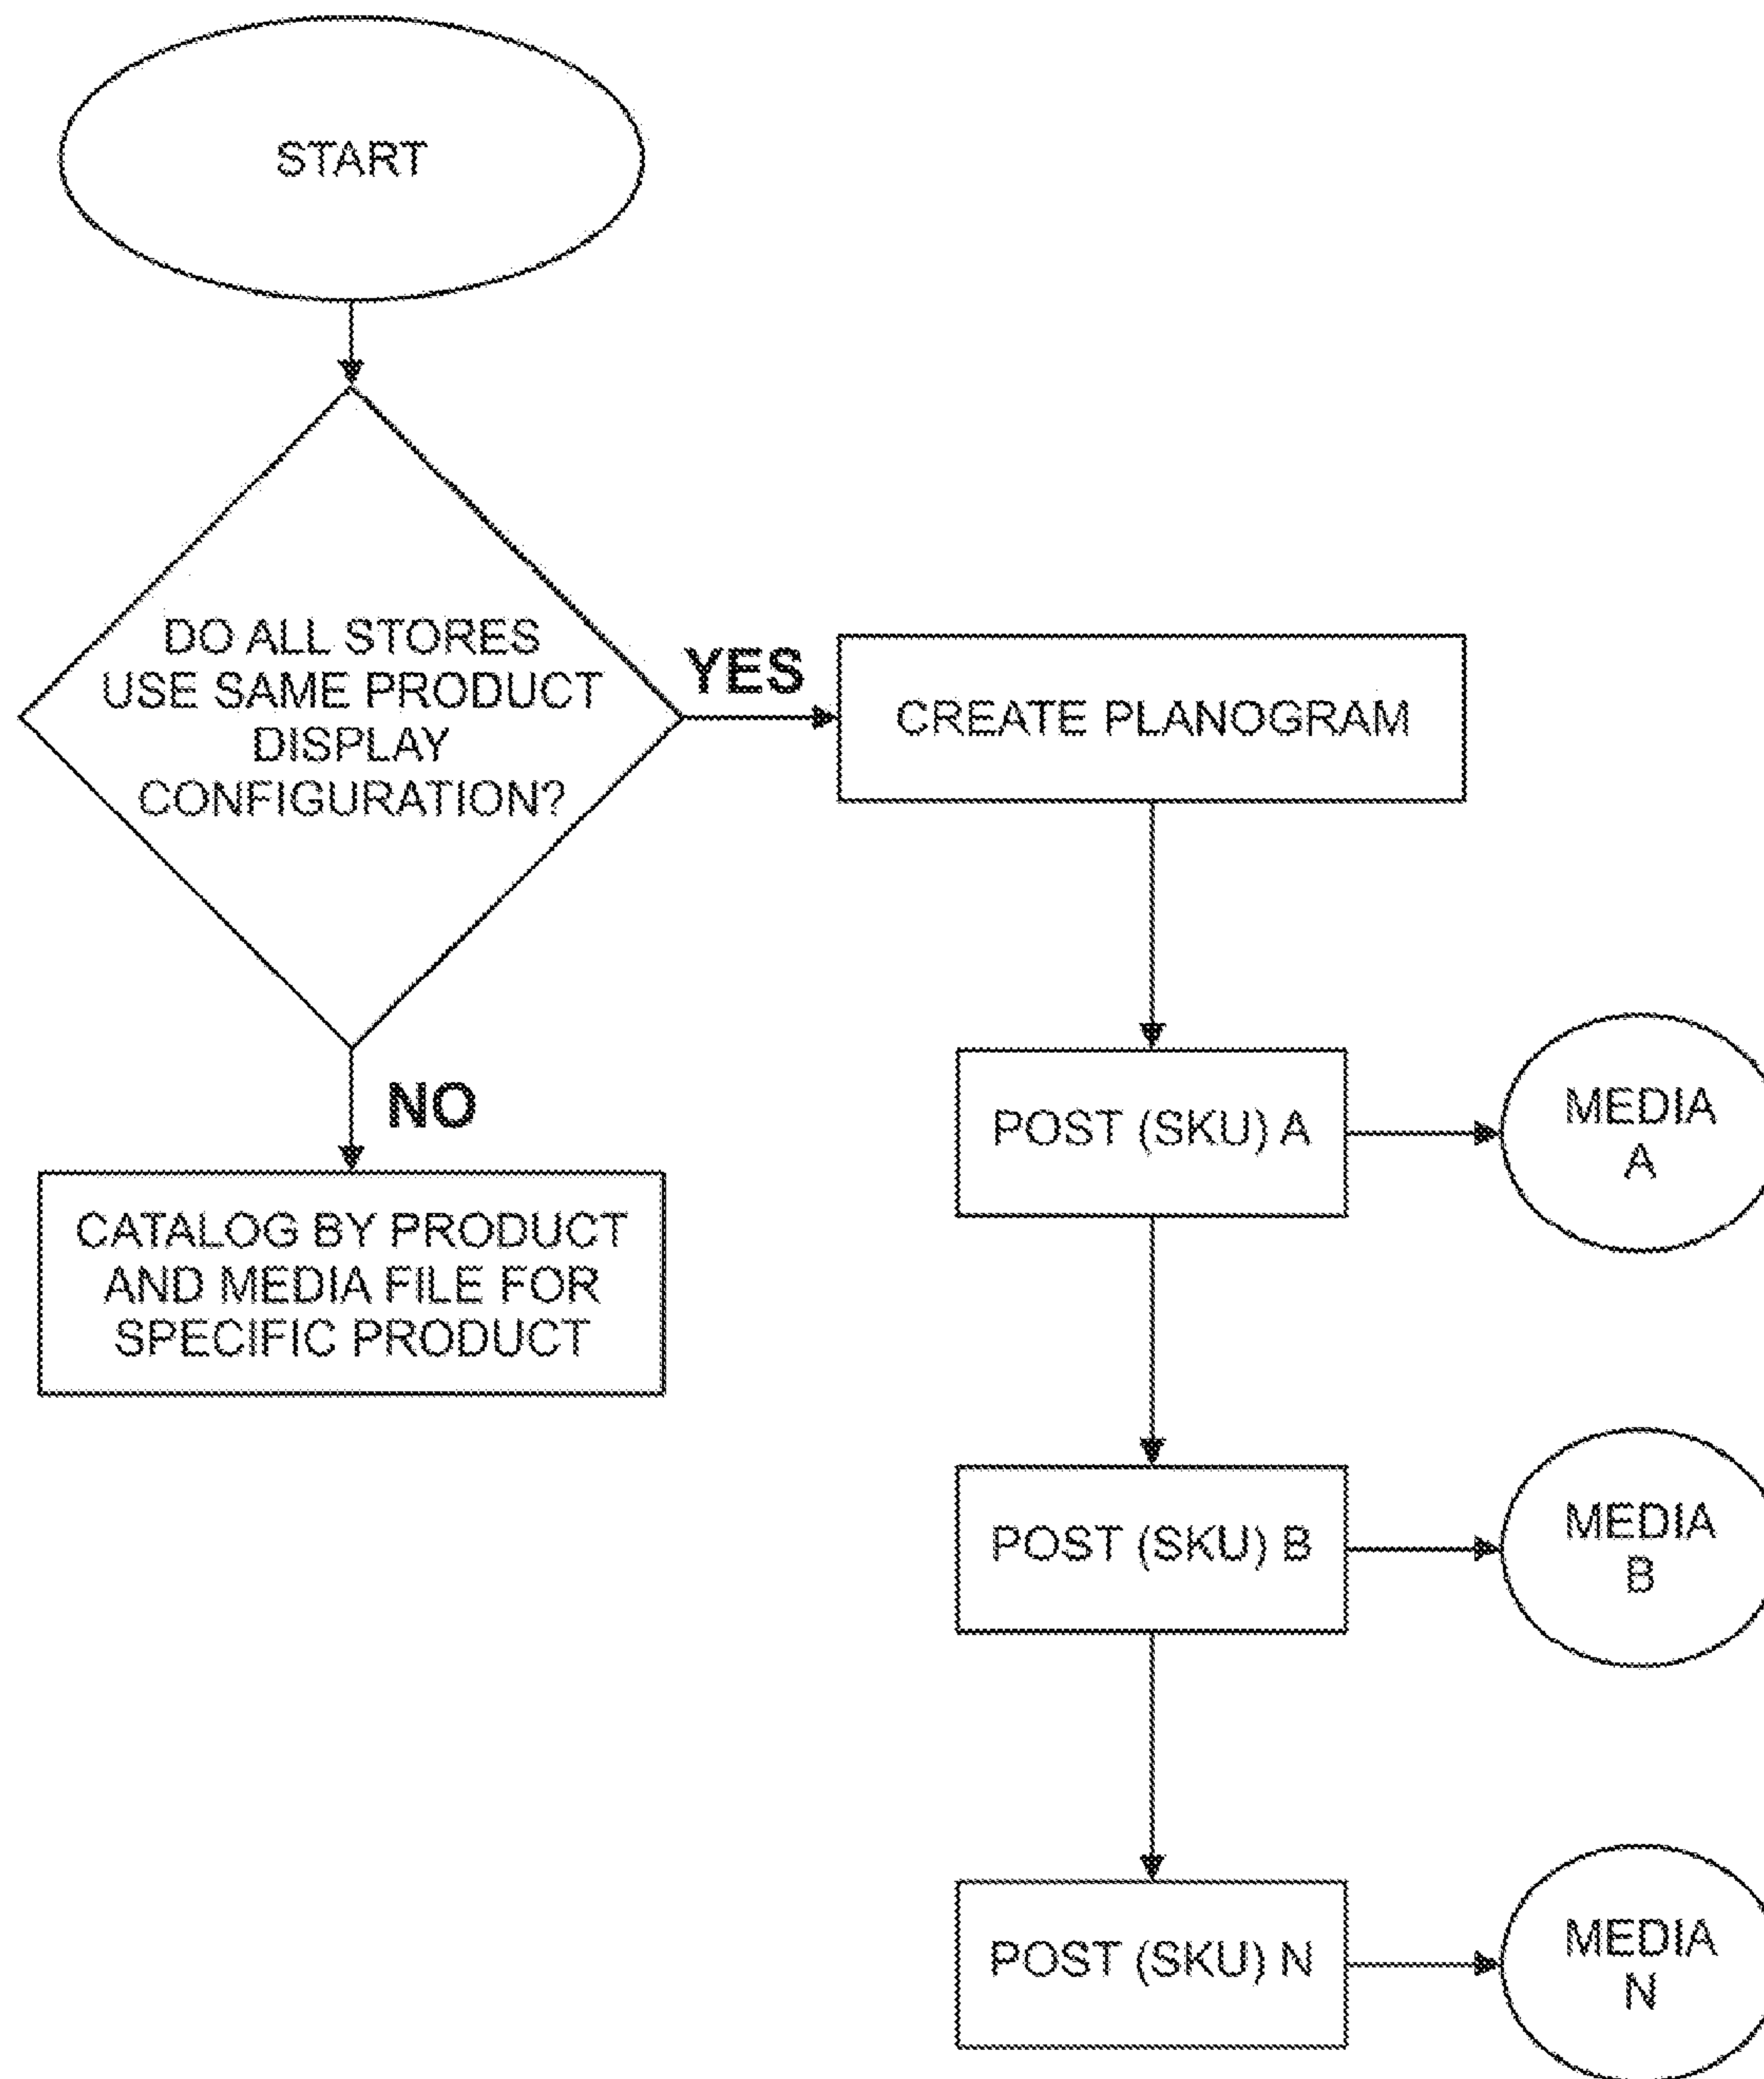 START
DO ALL STORES
USE SAME PRODUCT
DISPLAY
CONFIGURATION?
YES
CREATE PLANOGRAM
NO
CATALOG BY PRODUCT
AND MEDIA FILE FOR
SPECIFIC PRODUCT
POST (SKU) A
MEDIA
A
POST (SKU) B
MEDIA
B
POST (SKU) N
MEDIA
N